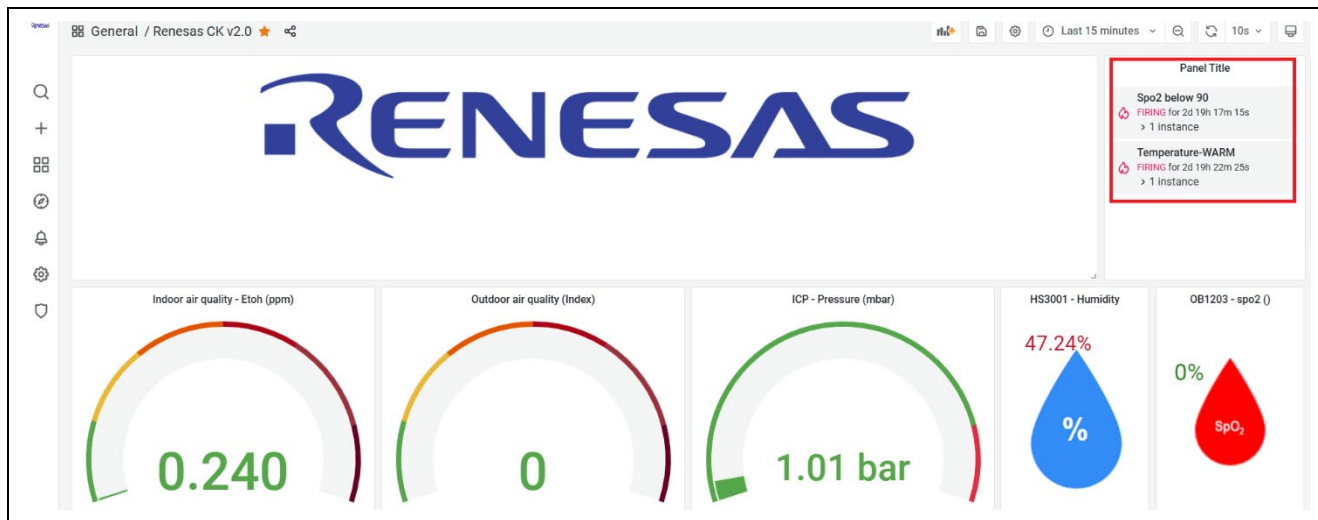 RENESAS
General / Renesas CK v2.0
Last 15 minutes
10s
RENESAS
Panel Title
Spo2 below 90
FIRING for 2d 19h 17m 15s
> 1 instance
Temperature-WARM
FIRING for 2d 19h 22m 25s
> 1 instance
Indoor air quality - Etoh (ppm)
0.240
Outdoor air quality (Index)
0
ICP - Pressure (mbar)
1.01 bar
HS3001 - Humidity
47.24%
%
OB1203 - spo2 ()
0%
SpO₂